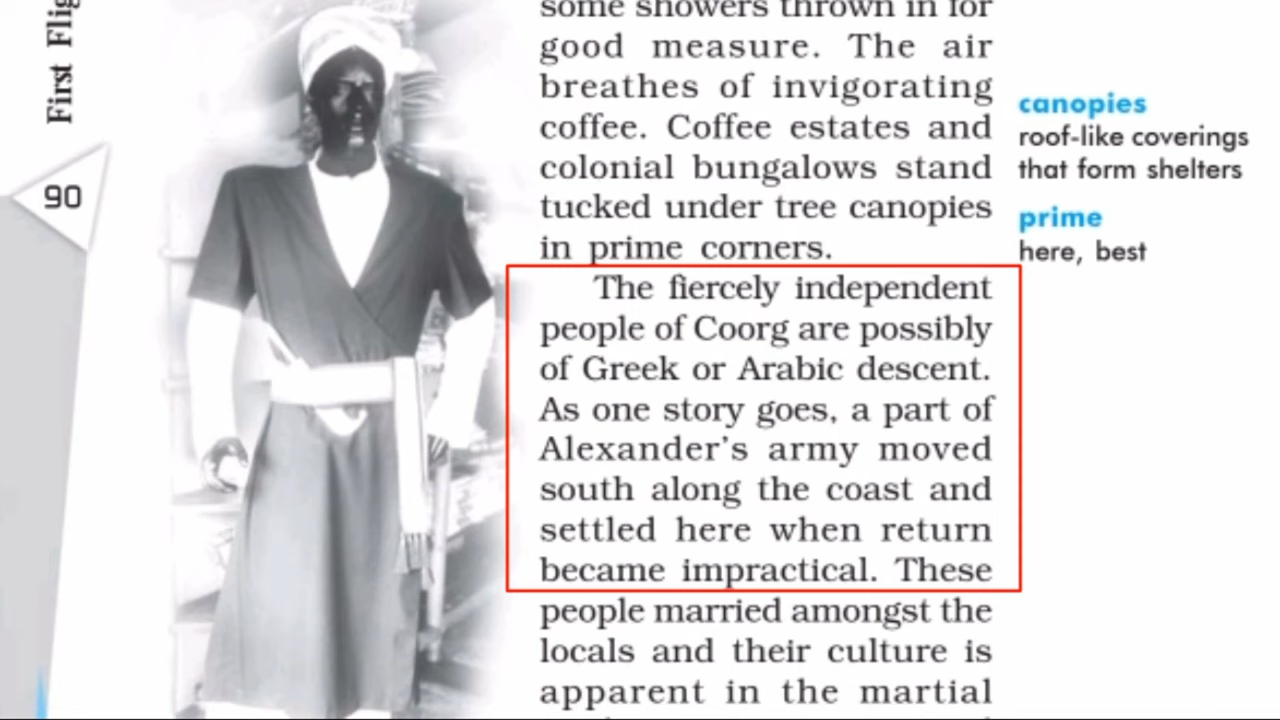 First Flig
90
some showers thrown in for
good measure. The air
breathes of invigorating
coffee. Coffee estates and
colonial bungalows stand
tucked under tree canopies
in prime corners.
The fiercely independent
people of Coorg are possibly
of Greek or Arabic descent.
As one story goes, a part of
Alexander's army moved
south along the coast and
settled here when return
became impractical. These
people married amongst the
locals and their culture is
apparent in the martial
canopies
roof-like coverings
that form shelters
prime
here, best